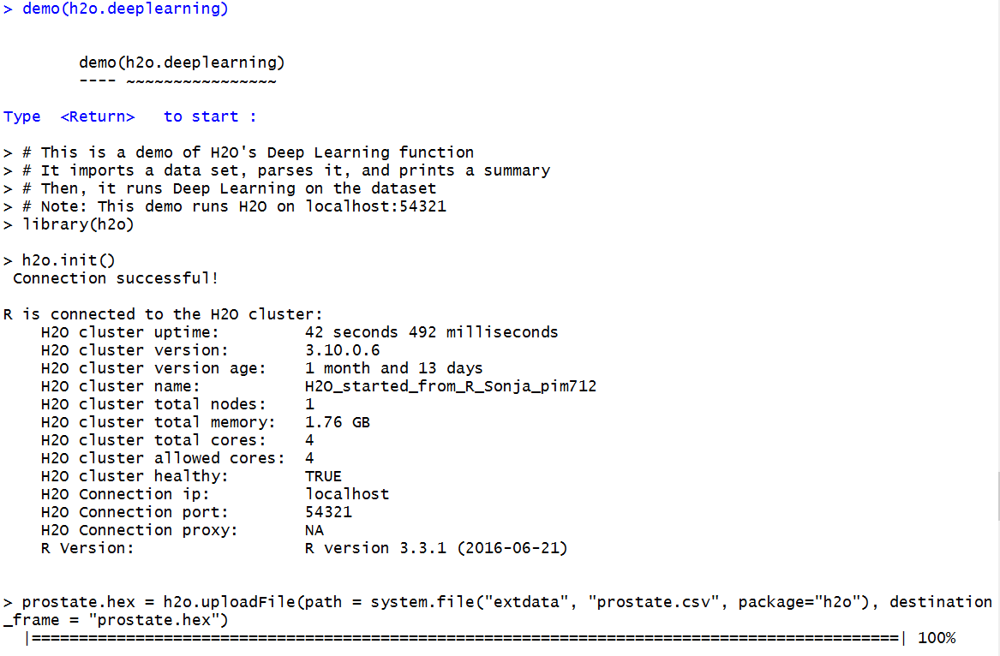 > demo(h2o.deeplearning)
demo(h2o.deeplearning)
---- ~~~~~~~~~~~~~~~~
Type  <Return>   to start :
> # This is a demo of H2O's Deep Learning function
> # It imports a data set, parses it, and prints a summary
> # Then, it runs Deep Learning on the dataset
> # Note: This demo runs H2O on localhost:54321
> library(h2o)
> h2o.init()
 Connection successful!
R is connected to the H2O cluster:
    H2O cluster uptime:         42 seconds 492 milliseconds
    H2O cluster version:        3.10.0.6
    H2O cluster version age:    1 month and 13 days
    H2O cluster name:           H2O_started_from_R_Sonja_pim712
    H2O cluster total nodes:    1
    H2O cluster total memory:   1.76 GB
    H2O cluster total cores:    4
    H2O cluster allowed cores:  4
    H2O cluster healthy:        TRUE
    H2O Connection ip:          localhost
    H2O Connection port:        54321
    H2O Connection proxy:       NA
    R Version:                  R version 3.3.1 (2016-06-21)
> prostate.hex = h2o.uploadFile(path = system.file("extdata", "prostate.csv", package="h2o"), destination
_frame = "prostate.hex")
  |=============================================================================================| 100%